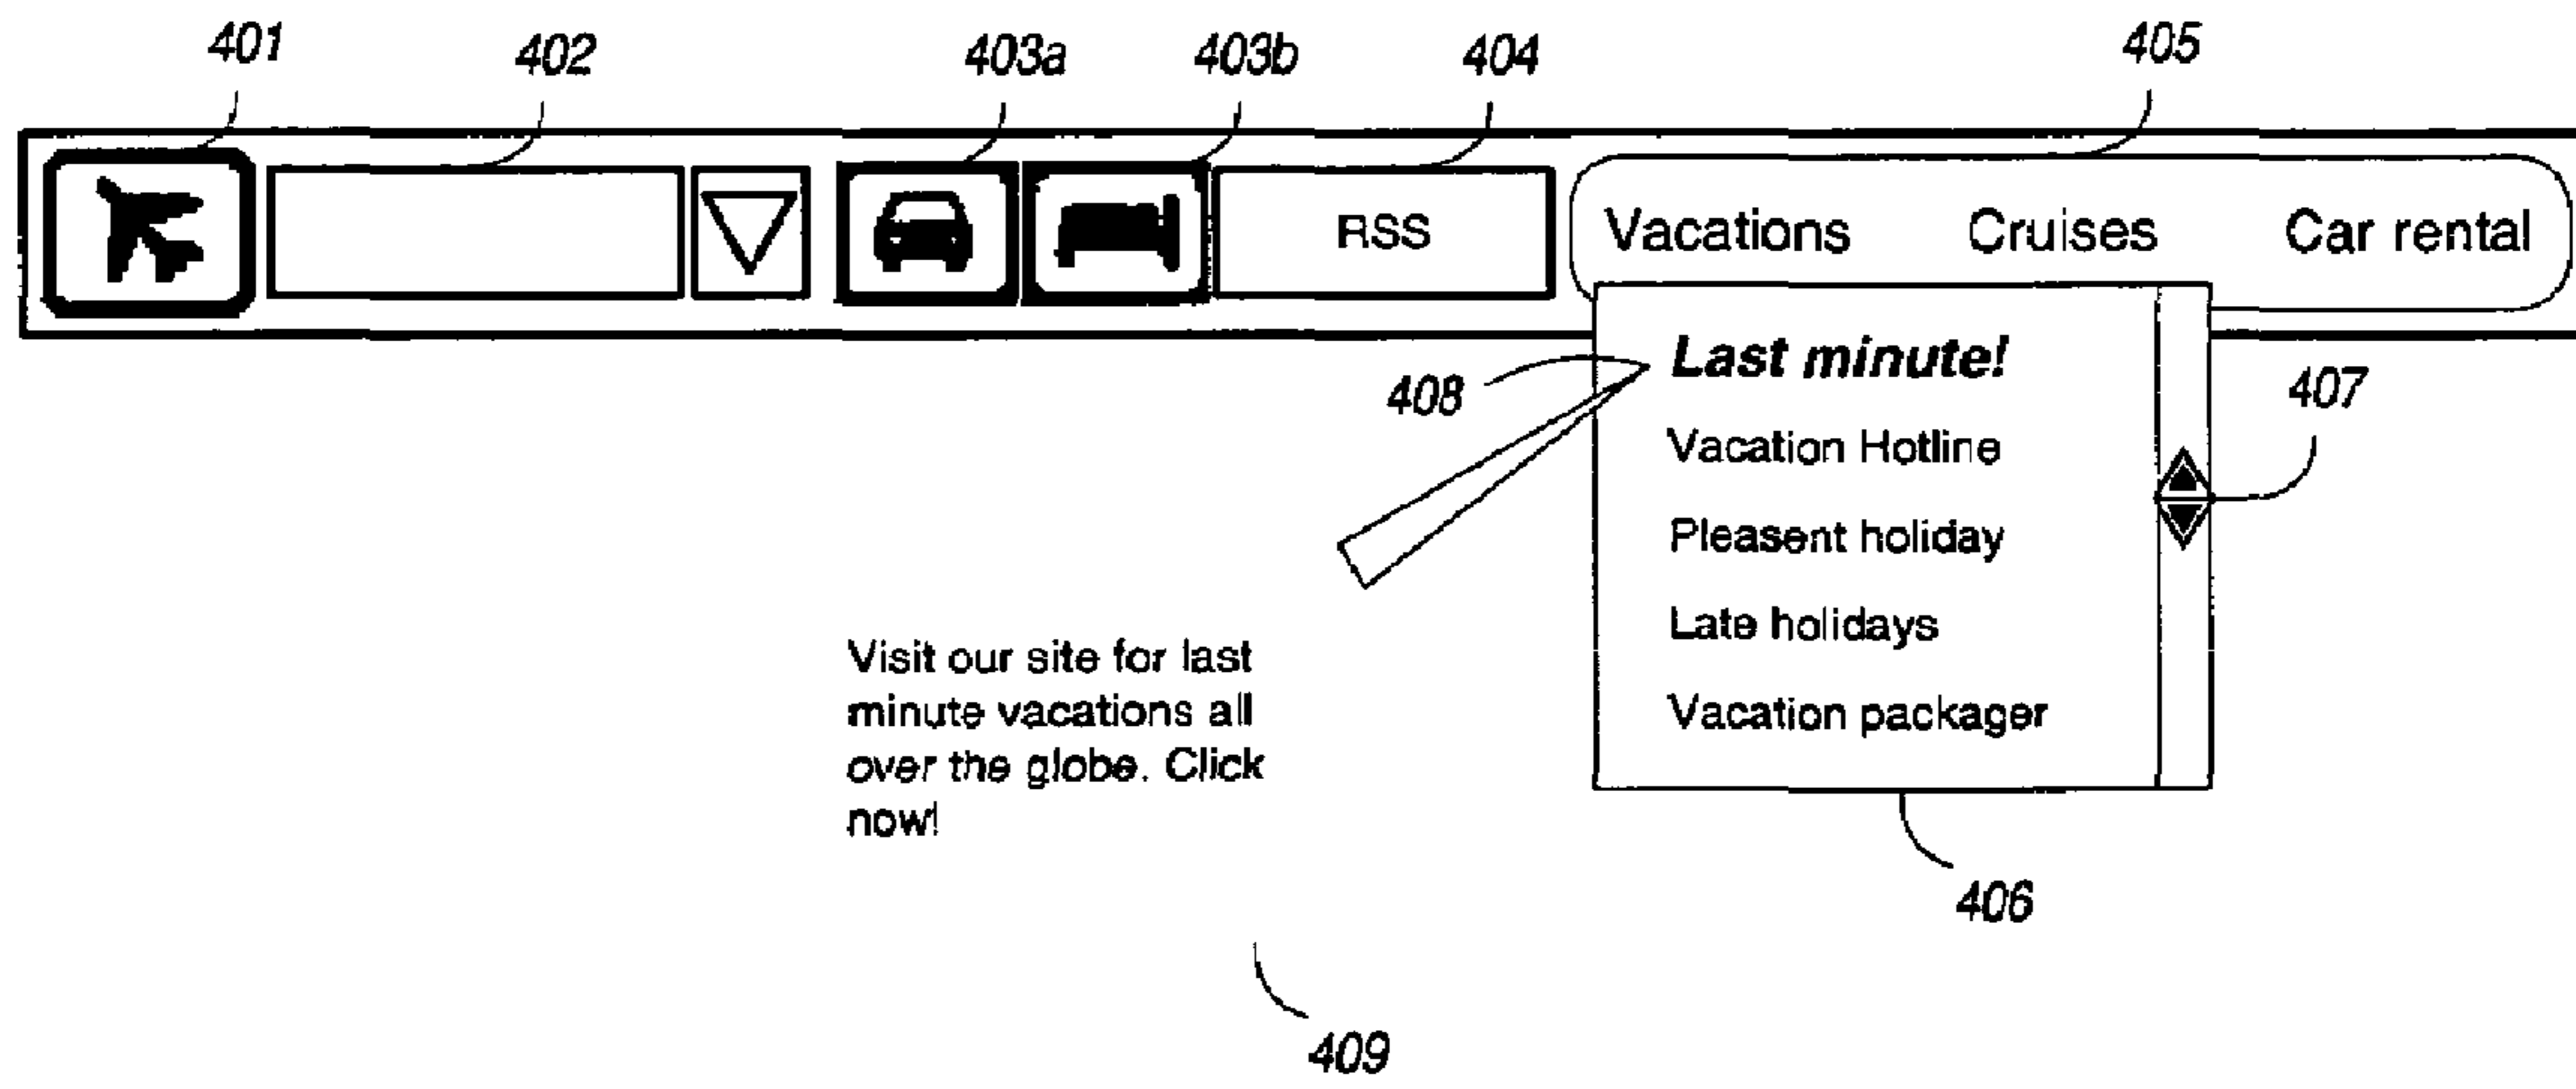 401 402 403a 403b 404 405
RSS Vacations Cruises Car rental
408 Last minute! 407
Vacation Hotline
Pleasent holiday
Late holidays
Vacation packager
Visit our site for last
minute vacations all
over the globe. Click
now!
406
409